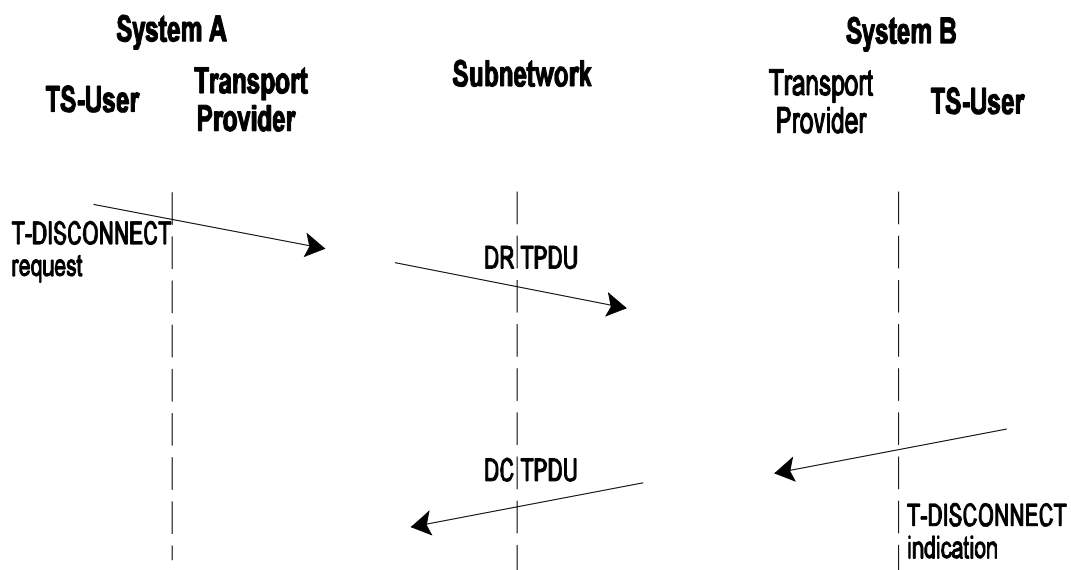 System A
System B
TS-User
Transport
Provider
Subnetwork
Transport
Provider
TS-User
T-DISCONNECT
request
DR TPDU
DC TPDU
T-DISCONNECT
indication